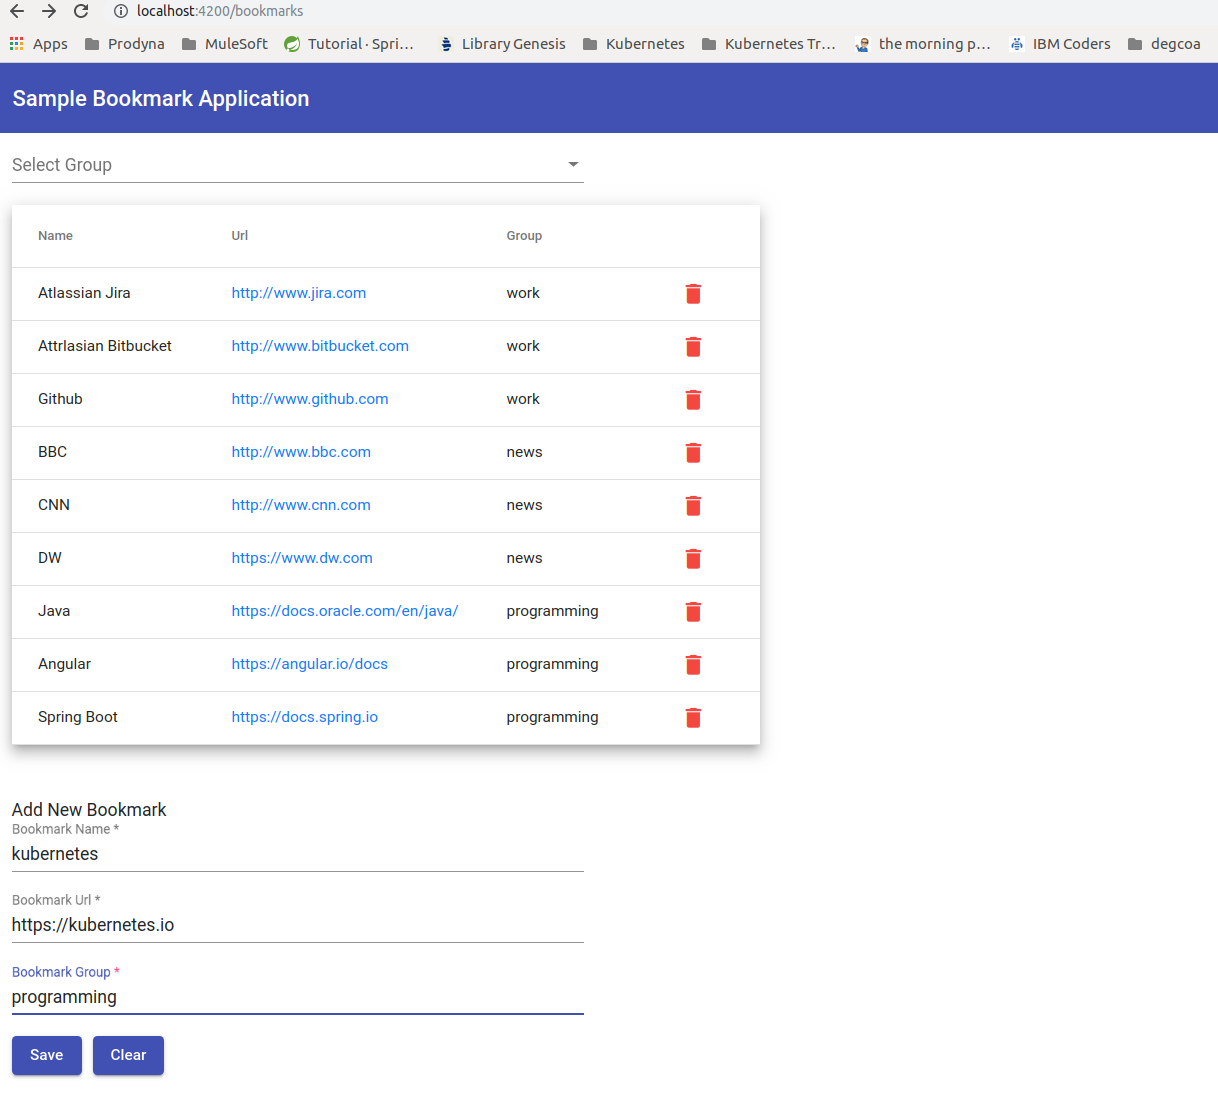 localhost:4200/bookmarks
Apps Prodyna MuleSoft Tutorial · Spri… Library Genesis Kubernetes Kubernetes Tr… the morning p… IBM Coders degcoa
Sample Bookmark Application
Select Group
Name Url Group
Atlassian Jira http://www.jira.com work
Attrlasian Bitbucket http://www.bitbucket.com work
Github http://www.github.com work
BBC http://www.bbc.com news
CNN http://www.cnn.com news
DW https://www.dw.com news
Java https://docs.oracle.com/en/java/ programming
Angular https://angular.io/docs programming
Spring Boot https://docs.spring.io programming
Add New Bookmark
Bookmark Name *
kubernetes
Bookmark Url *
https://kubernetes.io
Bookmark Group *
programming
Save Clear